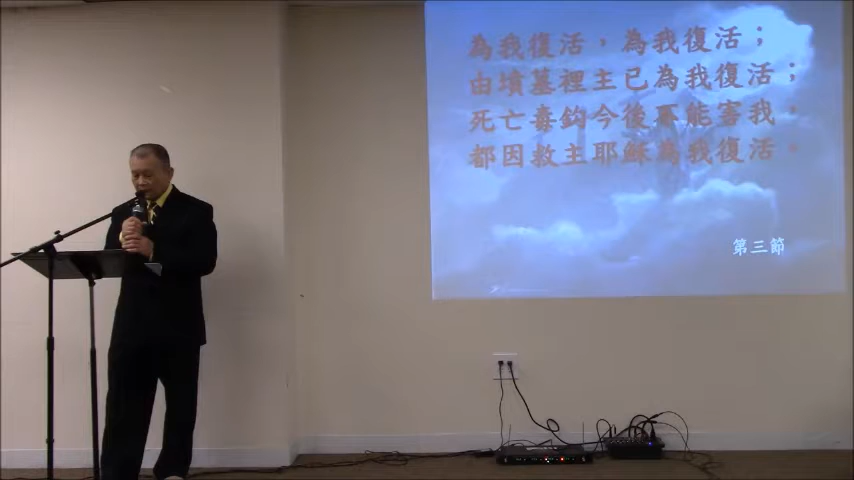 為我復活，為我復活；
由墳墓裡主已為我復活；
死亡毒鈎今後不能害我，
都因救主耶穌為我復活。
第三節